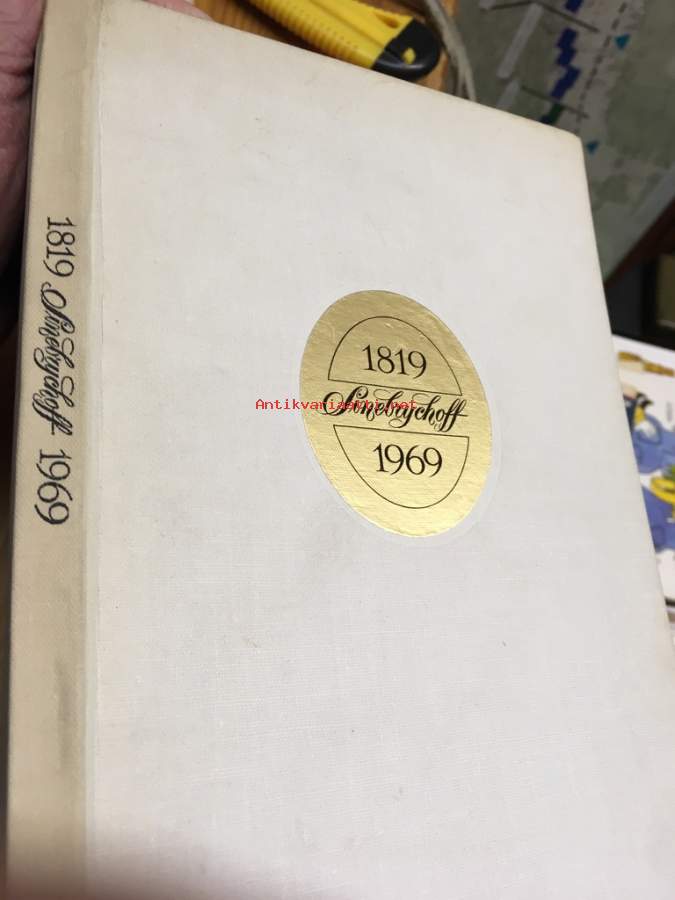 1819 Sinebrychoff 1969
1819
Sinebrychoff
1969
Antikvariaatti.net